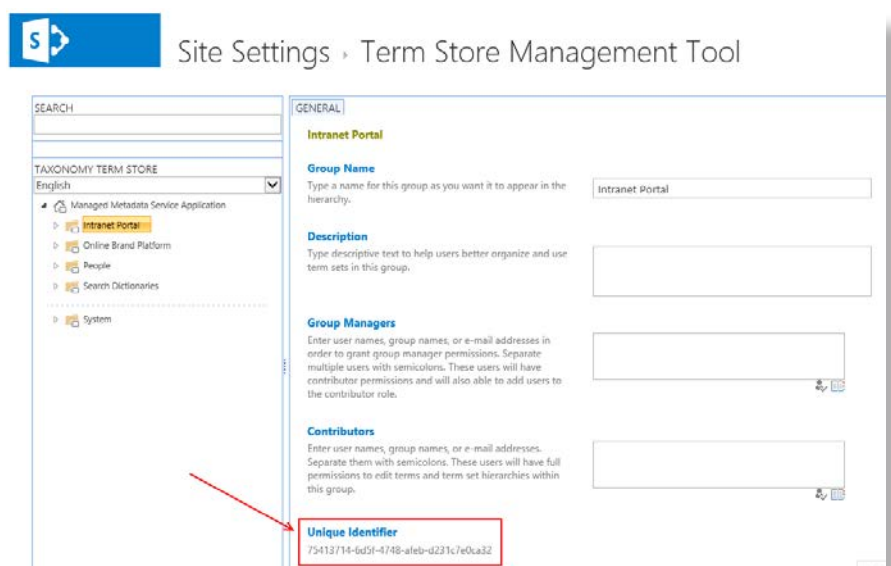 S
Site Settings › Term Store Management Tool
SEARCH
TAXONOMY TERM STORE
English
Managed Metadata Service Application
Intranet Portal
Online Brand Platform
People
Search Dictionaries
System
GENERAL
Intranet Portal
Group Name
Type a name for this group as you want it to appear in the
hierarchy.
Intranet Portal
Description
Type descriptive text to help users better organize and use
term sets in this group.
Group Managers
Enter user names, group names, or e-mail addresses in
order to grant group manager permissions. Separate
multiple users with semicolons. These users will have
contributor permissions and will also able to add users to
the contributor role.
Contributors
Enter user names, group names, or e-mail addresses.
Separate them with semicolons. These users will have full
permissions to edit terms and term set hierarchies within
this group.
Unique Identifier
75413714-6d5f-4748-afeb-d231c7e0ca32